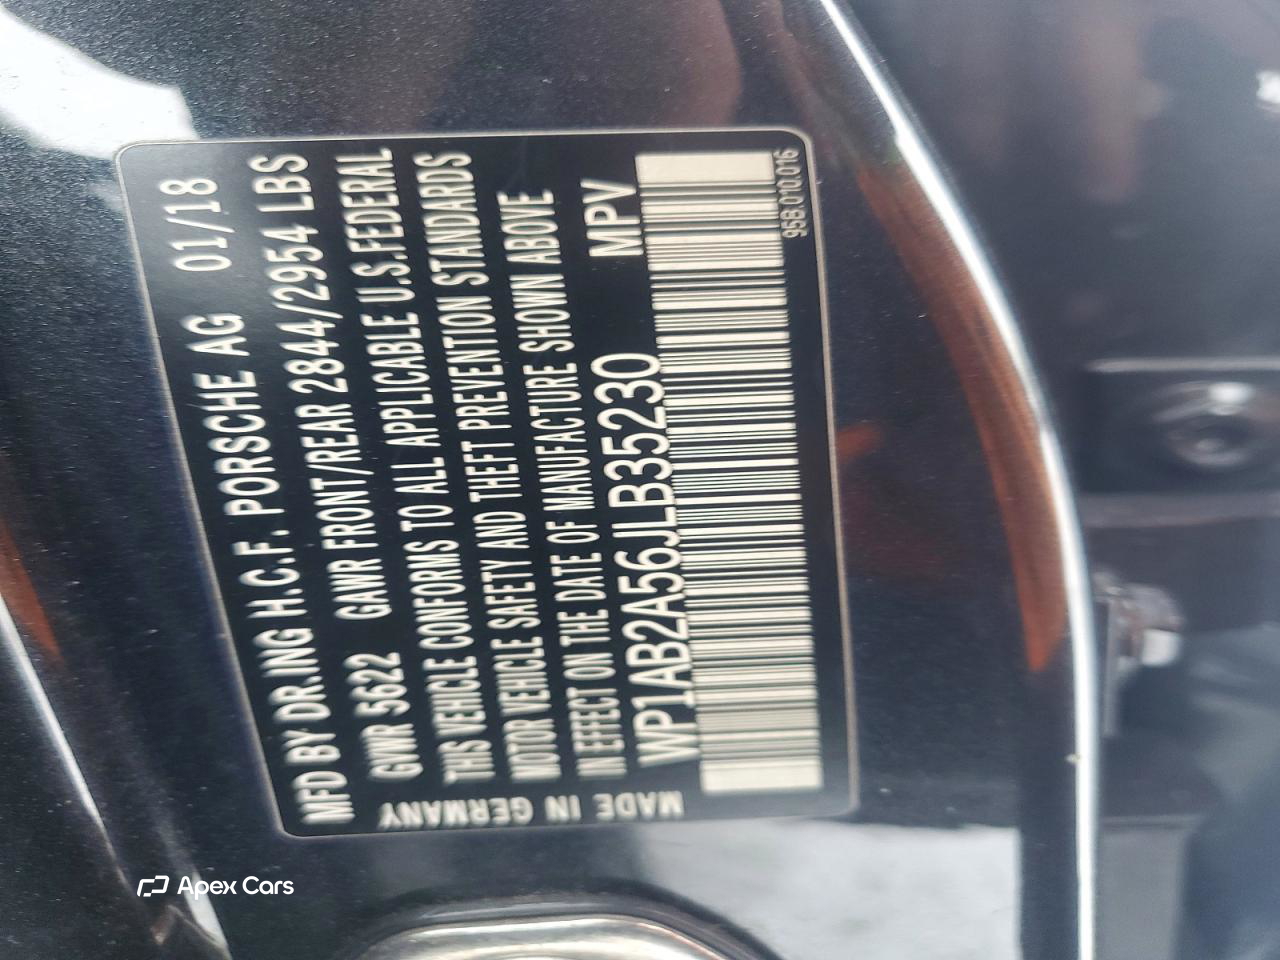 MFD BY DR.ING H.C.F. PORSCHE AG 01/18
GWR 5622 GAWR FRONT/REAR 2844/2954 LBS
THIS VEHICLE CONFORMS TO ALL APPLICABLE U.S.FEDERAL
MOTOR VEHICLE SAFETY AND THEFT PREVENTION STANDARDS
IN EFFECT ON THE DATE OF MANUFACTURE SHOWN ABOVE
WP1AB2A56JLB35230 MPV
95B.010.016
MADE IN GERMANY
Apex Cars